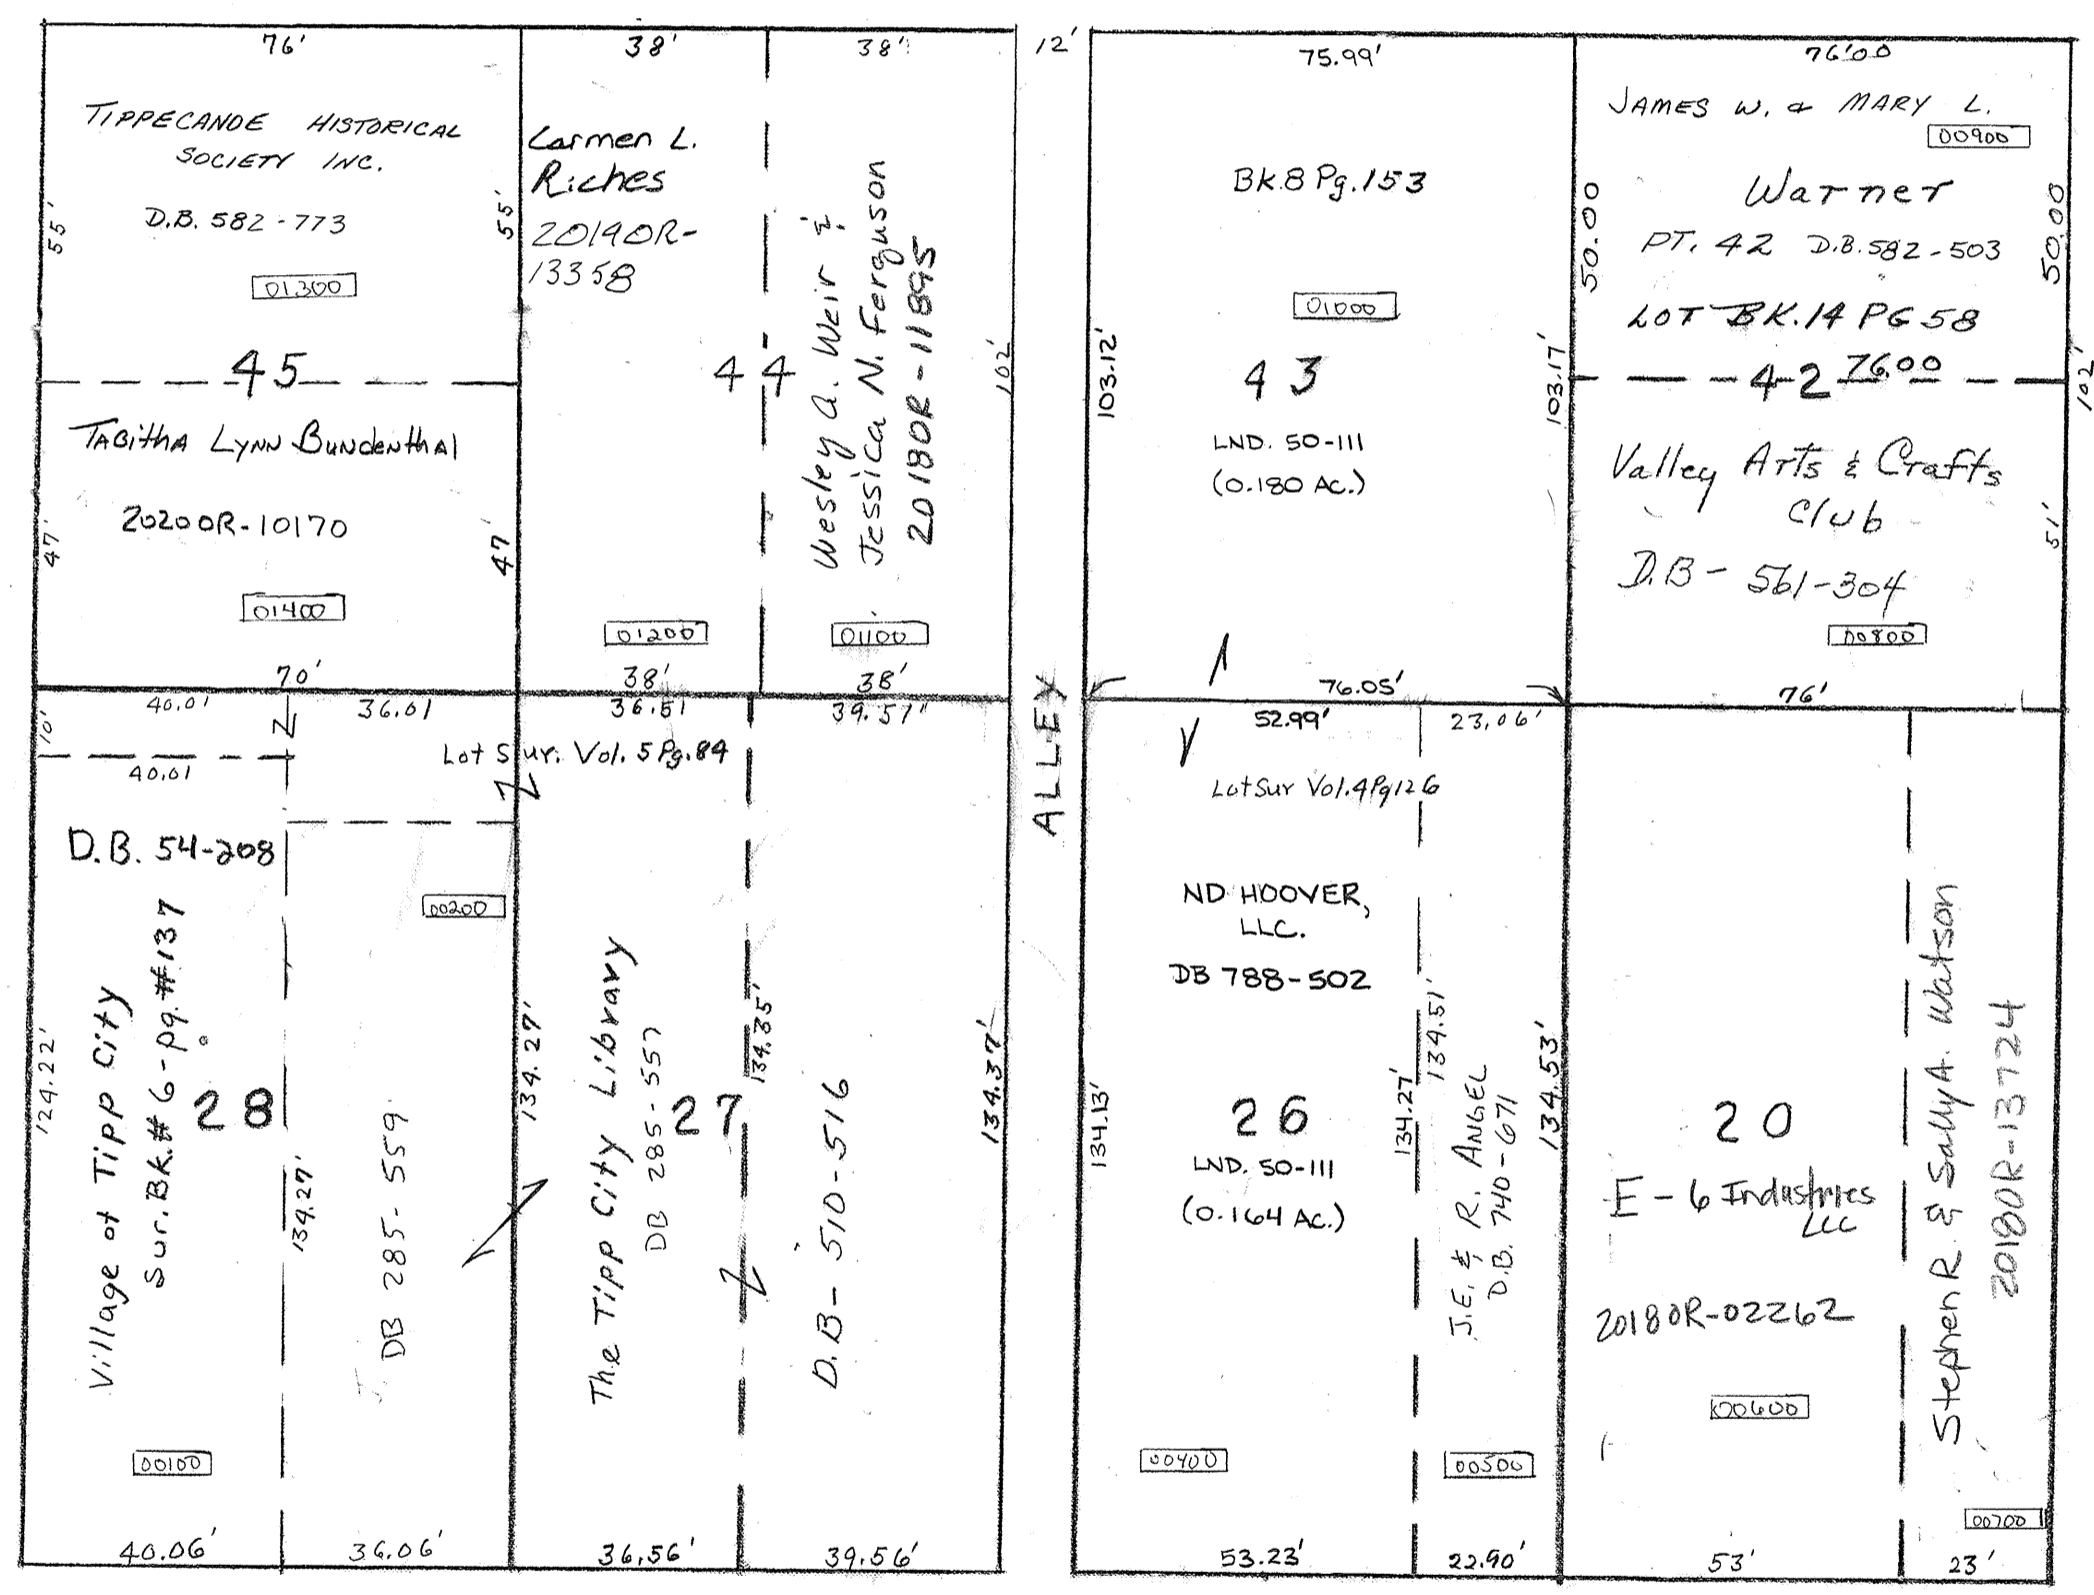 76'
38'
38'
12'
75.99'
76'00
TIPPECANOE HISTORICAL
SOCIETY INC.
D.B. 582-773
01300
55'
55'
45
TABitHA LYNN BUNDENTHAL
2020OR-10170
47'
47'
01400
70'
Carmen L.
Riches
2019OR-
13358
44
01200
38'
Wesley A. Weir &
Jessica N. Ferguson
2018OR-11895
102'
01100
38'
ALLEY
BK.8 Pg.153
01000
103.12'
103.17'
43
LND. 50-111
(0.180 AC.)
76.05'
JAMES W. & MARY L.
00900
Warner
PT. 42 D.B.582-503
LOT BK.14 PG 58
50.00
50.00
42
76.00
102'
Valley Arts & Crafts
Club
D.B - 561-304
51'
00800
76'
40.01
36.01
36.51
39.51'
10'
40.01
Lot Sur. Vol. 5 Pg. 84
D.B. 54-208
Village of Tipp City
Sur. Bk. #6-pg. #137
124.22'
28
134.27'
00100
40.06'
00200
DB 285-559
134.27'
36.06'
The Tipp City Library
DB 285-557
27
134.35'
36.56'
D.B - 510-516
134.37'
39.56'
52.99'
23.06'
Lot Sur Vol.4 Pg126
ND HOOVER,
LLC.
DB 788-502
134.13'
26
LND. 50-111
(0.164 AC.)
134.27'
134.51'
00400
53.23'
J.E. & R. ANGEL
D.B. 740-671
134.53'
00500
22.90'
20
E-6 Industries
LLC
2018OR-02262
00600
53'
Stephen R. & Sally A. Watson
2018OR-13724
00700
23'